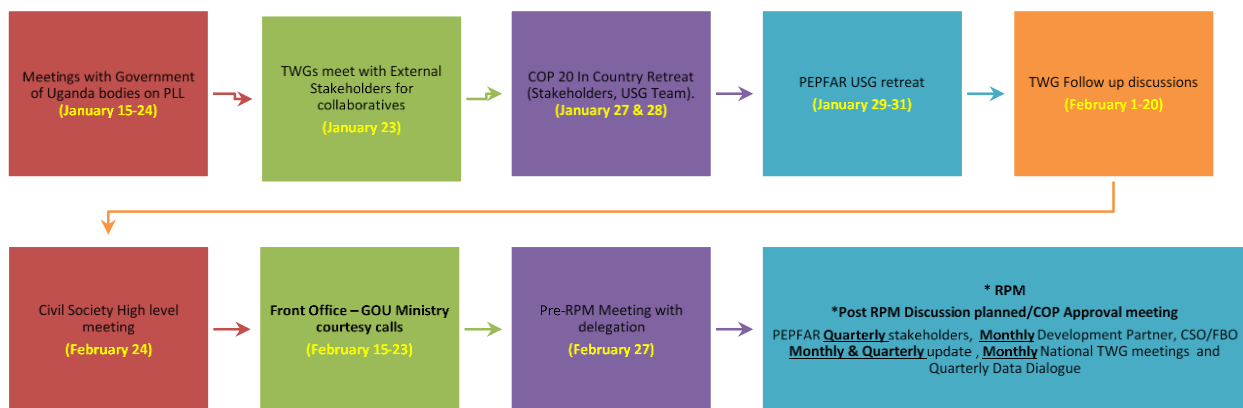 Meetings with Government
of Uganda bodies on PLL
(January 15-24)
TWGs meet with External
Stakeholders for
collaboratives
(January 23)
COP 20 In Country Retreat
(Stakeholders, USG Team).
(January 27 & 28)
PEPFAR USG retreat
(January 29-31)
TWG Follow up discussions
(February 1-20)
Civil Society High level
meeting
(February 24)
Front Office – GOU Ministry
courtesy calls
(February 15-23)
Pre-RPM Meeting with
delegation
(February 27)
* RPM
*Post RPM Discussion planned/COP Approval meeting
PEPFAR Quarterly stakeholders, Monthly Development Partner, CSO/FBO
Monthly & Quarterly update , Monthly National TWG meetings and
Quarterly Data Dialogue